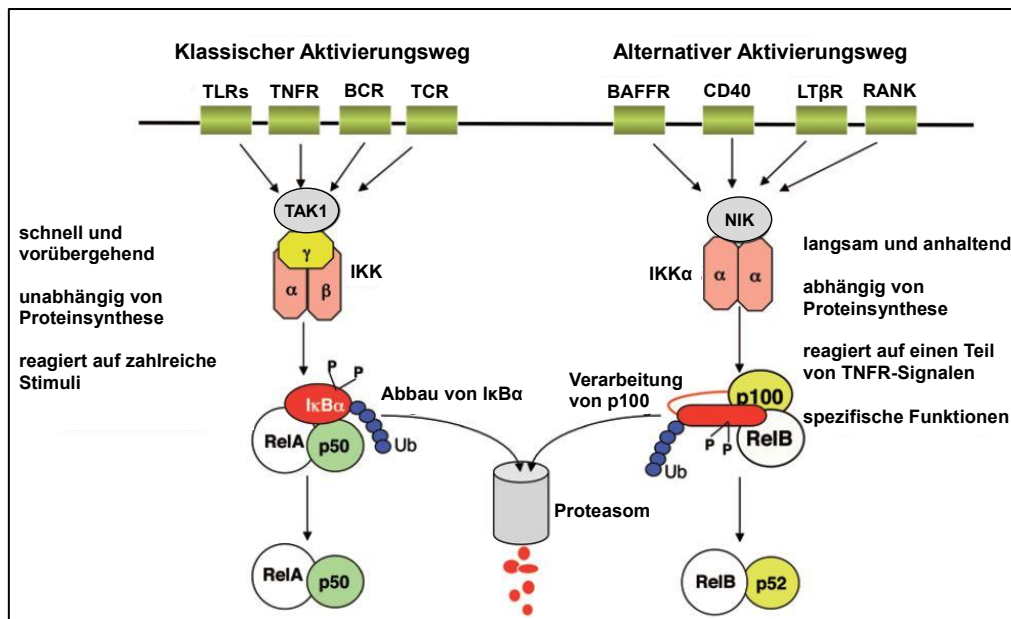 Klassischer Aktivierungsweg
TLRs TNFR BCR TCR
TAK1
γ
α β
IKK
schnell und
vorübergehend
unabhängig von
Proteinsynthese
reagiert auf zahlreiche
Stimuli
P P
IκBα
RelA p50
Ub
Abbau von IκBα
RelA p50
Alternativer Aktivierungsweg
BAFFR CD40 LTβR RANK
NIK
IKKα
α α
langsam und anhaltend
abhängig von
Proteinsynthese
reagiert auf einen Teil
von TNFR-Signalen
spezifische Funktionen
Verarbeitung
von p100
p100
P P
RelB
Ub
Proteasom
RelB p52